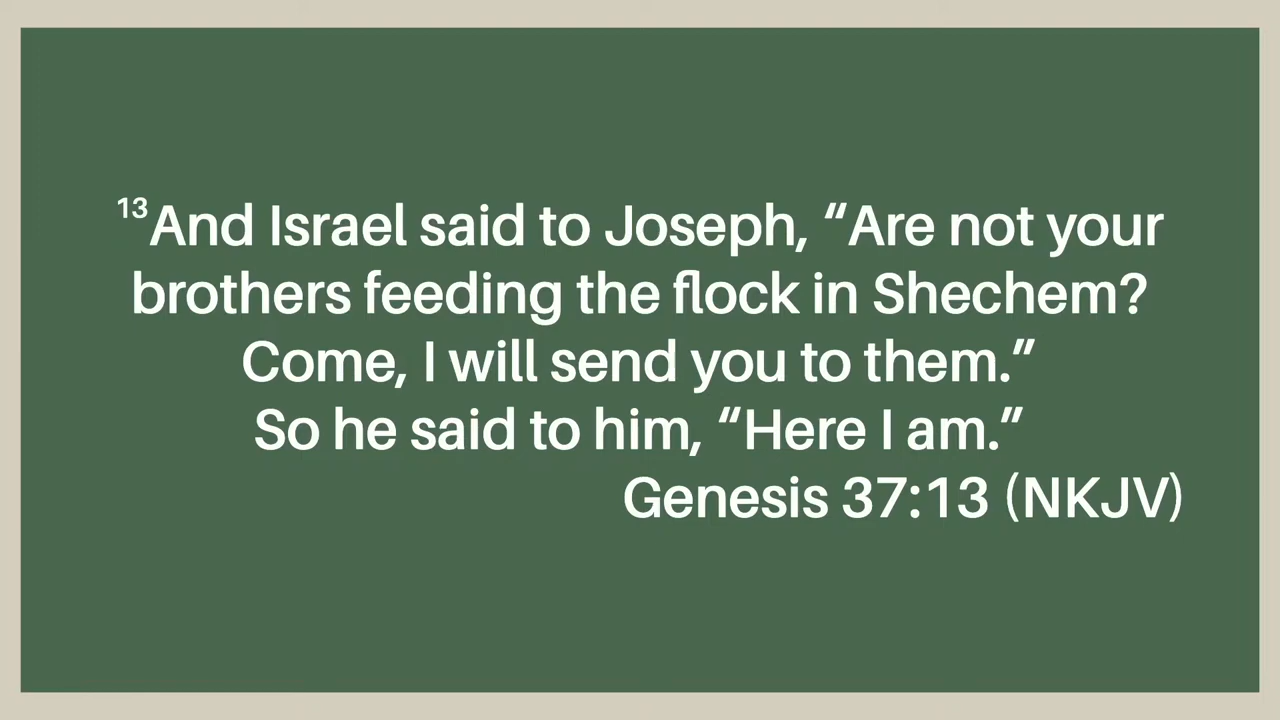 ¹³And Israel said to Joseph, “Are not your
brothers feeding the flock in Shechem?
Come, I will send you to them.”
So he said to him, “Here I am.”
Genesis 37:13 (NKJV)